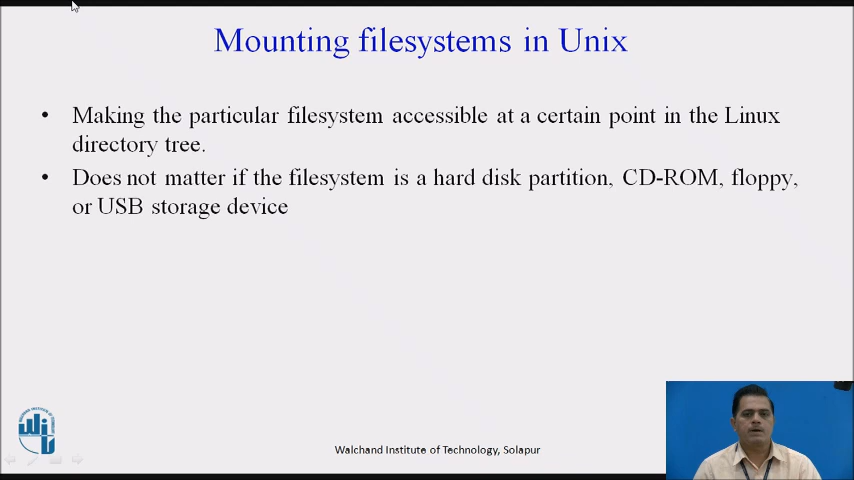 Mounting filesystems in Unix
• Making the particular filesystem accessible at a certain point in the Linux
directory tree.
• Does not matter if the filesystem is a hard disk partition, CD-ROM, floppy,
or USB storage device
Walchand Institute of Technology, Solapur